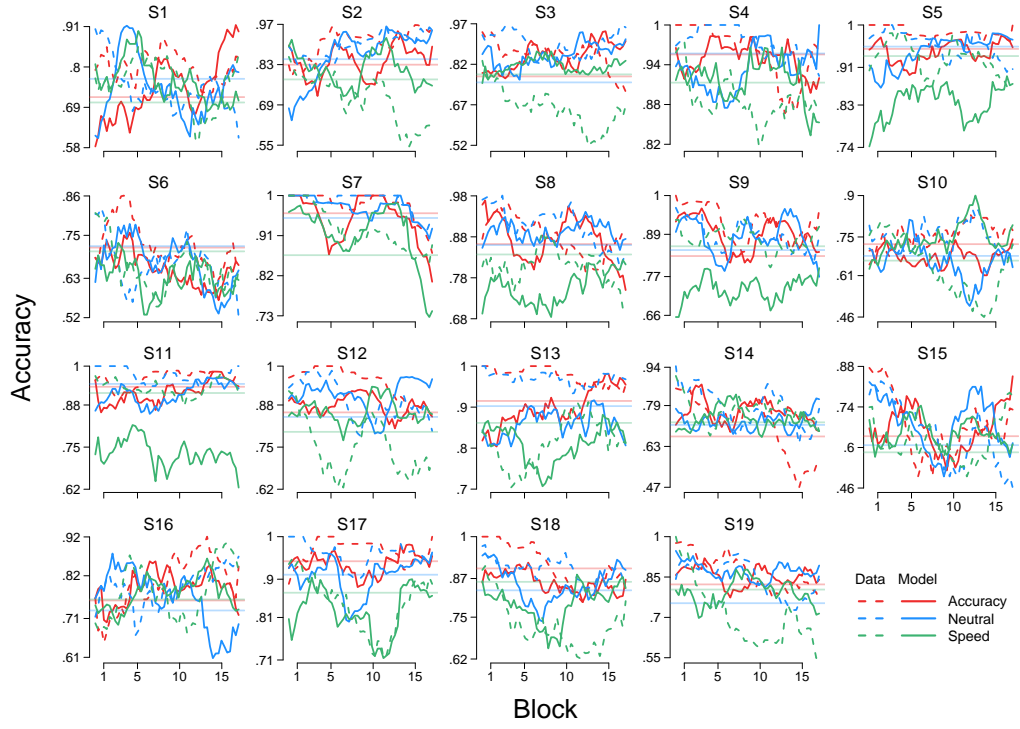 S1 S2 S3 S4 S5
.91 .8 .69 .58
.97 .83 .69 .55
.97 .82 .67 .52
1 .94 .88 .82
1 .91 .83 .74
S6 S7 S8 S9 S10
.86 .75 .63 .52
1 .91 .82 .73
.98 .88 .78 .68
1 .89 .77 .66
.9 .75 .61 .46
Accuracy
S11 S12 S13 S14 S15
1 .88 .75 .62
1 .88 .75 .62
1 .9 .8 .7
.94 .79 .63 .47
.88 .74 .6 .46
1 5 10 15
S16 S17 S18 S19
.92 .82 .71 .61
1 .9 .8 .71
1 .87 .75 .62
1 .85 .7 .55
1 5 10 15
1 5 10 15
1 5 10 15
1 5 10 15
Data Model
Accuracy
Neutral
Speed
Block